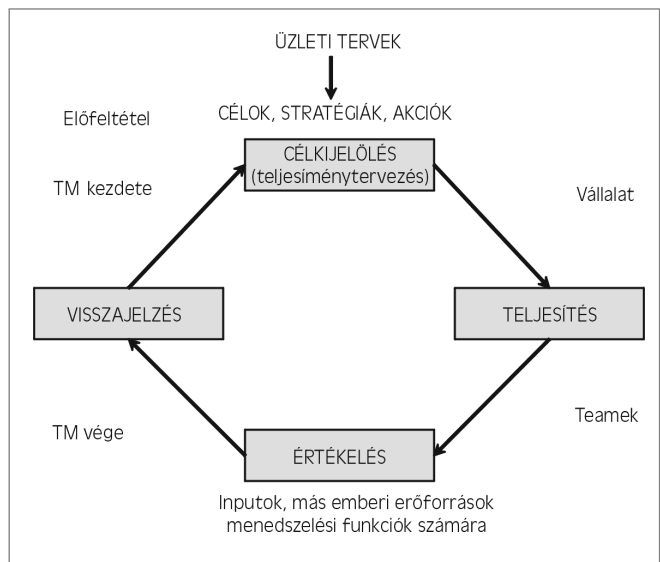 ÜZLETI TERVEK
Előfeltétel
CÉLOK, STRATÉGIÁK, AKCIÓK
CÉLKIJELÖLÉS
(teljesíménytervezés)
TM kezdete
Vállalat
VISSZAJELZÉS
TELJESÍTÉS
TM vége
Teamek
ÉRTÉKELÉS
Inputok, más emberi erőforrások
menedszelési funkciók számára